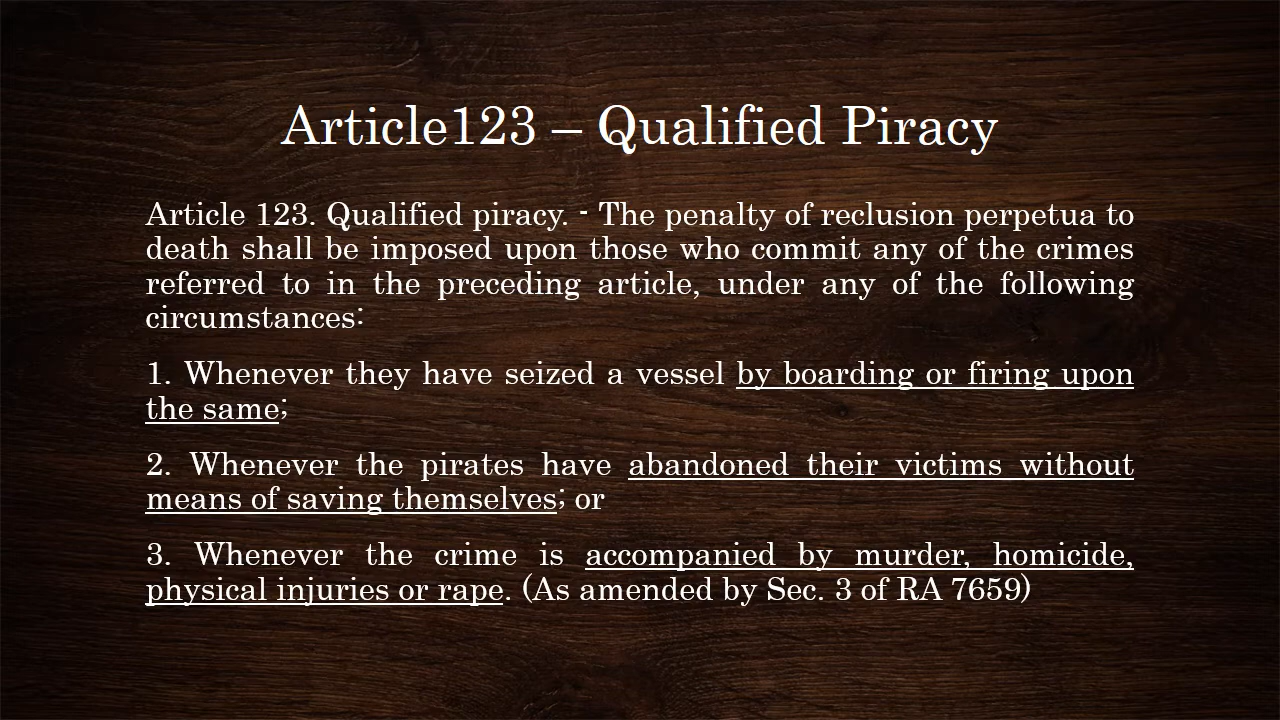 Article123 – Qualified Piracy
Article 123. Qualified piracy. - The penalty of reclusion perpetua to
death shall be imposed upon those who commit any of the crimes
referred to in the preceding article, under any of the following
circumstances:
1. Whenever they have seized a vessel by boarding or firing upon
the same;
2. Whenever the pirates have abandoned their victims without
means of saving themselves; or
3. Whenever the crime is accompanied by murder, homicide,
physical injuries or rape. (As amended by Sec. 3 of RA 7659)